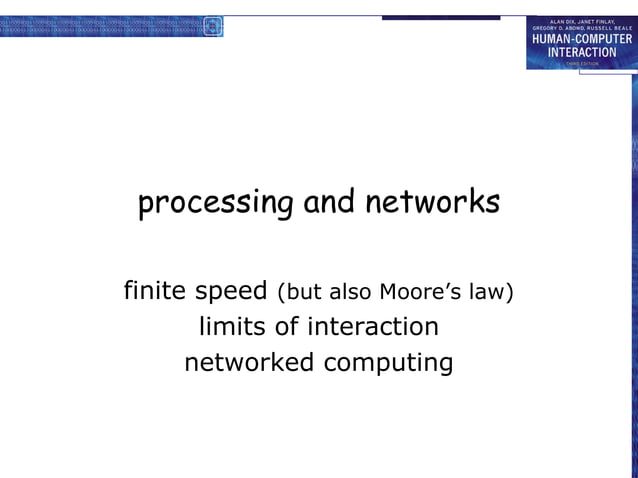 ALAN DIX, JANET FINLAY,
GREGORY D. ABOWD, RUSSELL BEALE
HUMAN-COMPUTER
INTERACTION
THIRD EDITION
processing and networks
finite speed (but also Moore’s law)
limits of interaction
networked computing